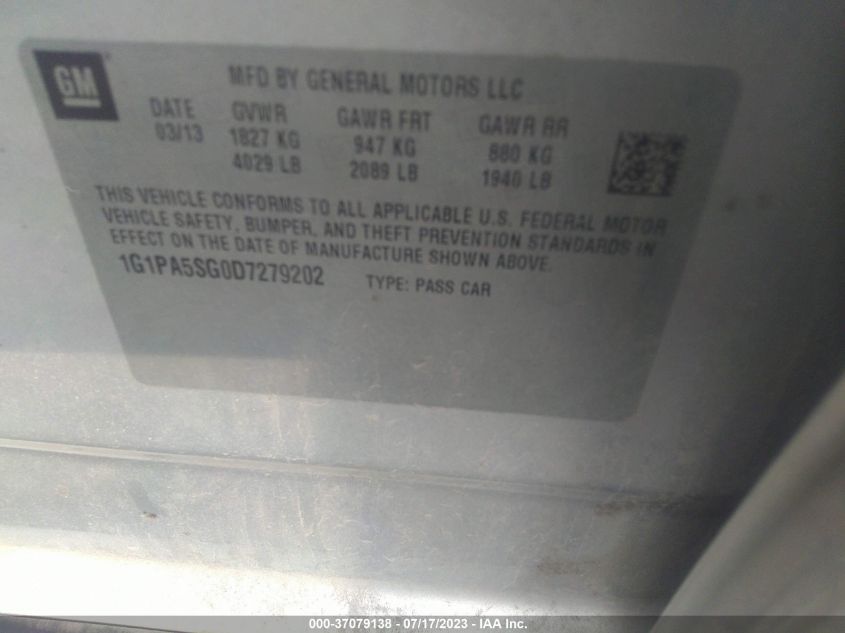 GM
MFD BY GENERAL MOTORS LLC
DATE GVWR GAWR FRT GAWR RR
03/13 1827 KG 947 KG 880 KG
4029 LB 2089 LB 1940 LB
THIS VEHICLE CONFORMS TO ALL APPLICABLE U.S. FEDERAL MOTOR
VEHICLE SAFETY, BUMPER, AND THEFT PREVENTION STANDARDS IN
EFFECT ON THE DATE OF MANUFACTURE SHOWN ABOVE.
1G1PA5SG0D7279202 TYPE: PASS CAR
000-37079138 - 07/17/2023 - IAA Inc.